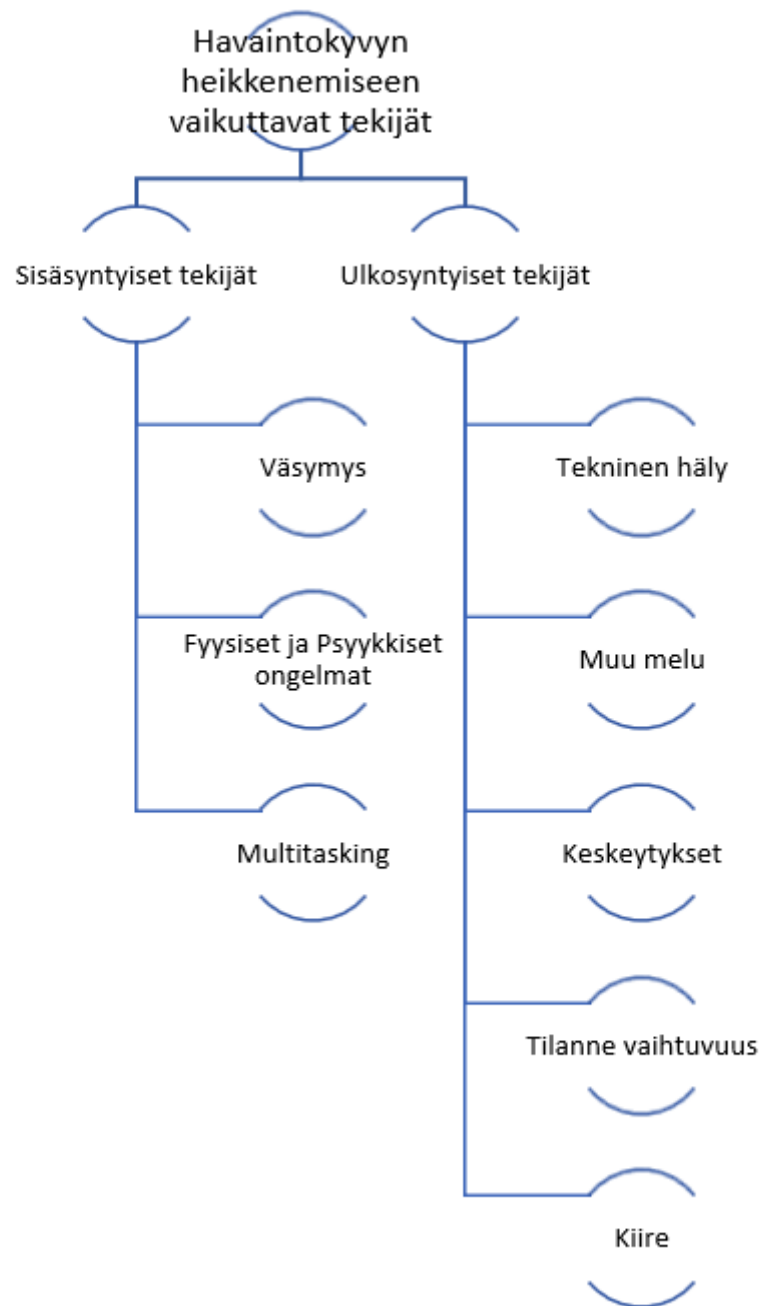 Havaintokyvyn
heikkenemiseen
vaikuttavat tekijät
Sisäsyntyiset tekijät
Ulkosyntyiset tekijät
Väsymys
Fyysiset ja Psyykkiset
ongelmat
Multitasking
Tekninen häly
Muu melu
Keskeytykset
Tilanne vaihtuvuus
Kiire